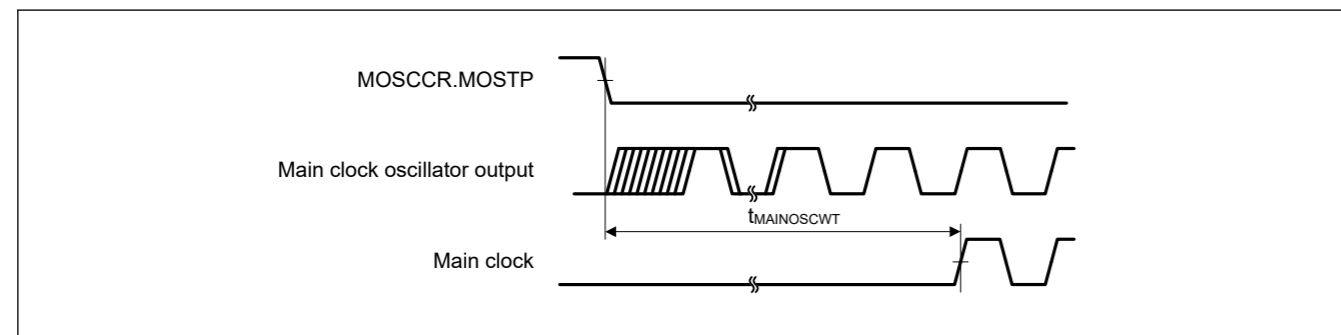 MOSCCR.MOSTP
Main clock oscillator output
tMAINOSCWT
Main clock